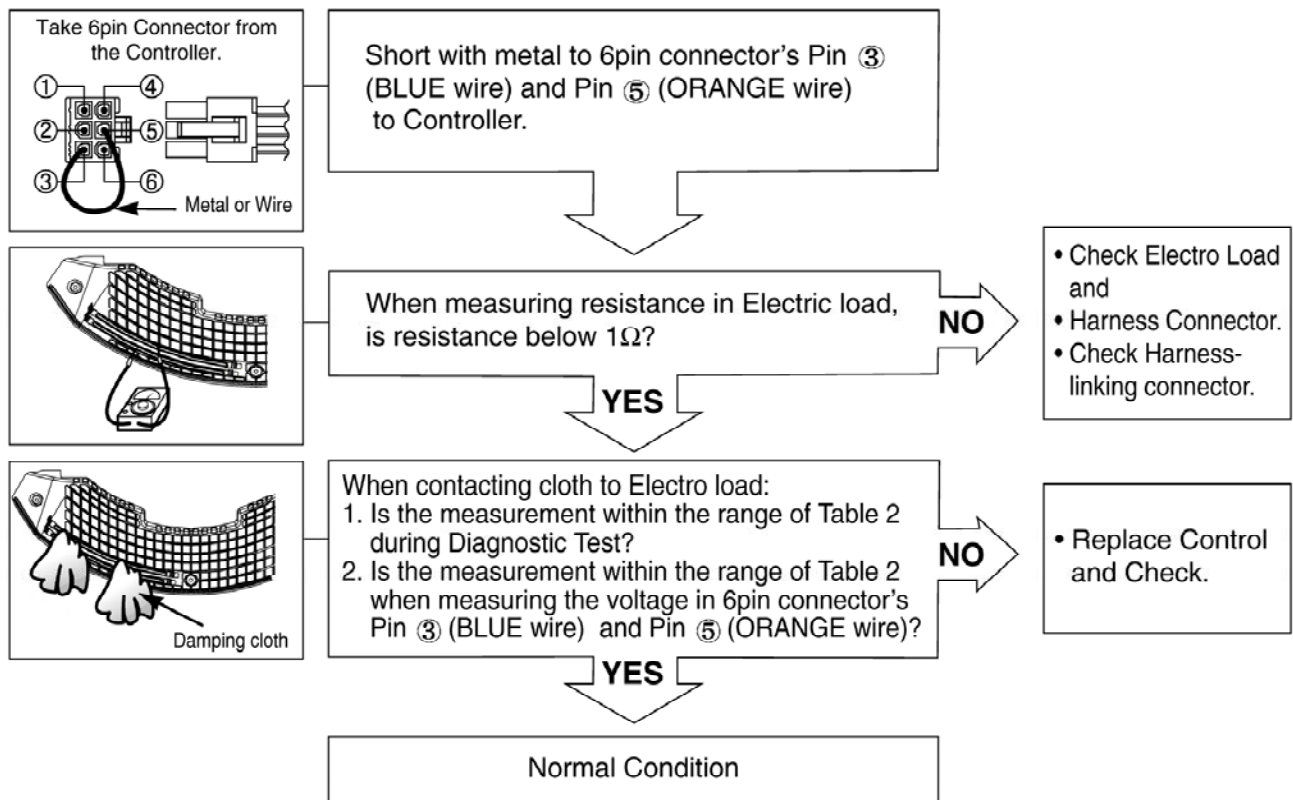 Take 6pin Connector from
the Controller.
① ④
② ⑤
③ ⑥
Metal or Wire
Short with metal to 6pin connector's Pin ③
(BLUE wire) and Pin ⑤ (ORANGE wire)
to Controller.
When measuring resistance in Electric load,
is resistance below 1Ω?
NO
• Check Electro Load
and
• Harness Connector.
• Check Harness-
linking connector.
YES
Damping cloth
When contacting cloth to Electro load:
1. Is the measurement within the range of Table 2
during Diagnostic Test?
2. Is the measurement within the range of Table 2
when measuring the voltage in 6pin connector's
Pin ③ (BLUE wire) and Pin ⑤ (ORANGE wire)?
NO
• Replace Control
and Check.
YES
Normal Condition